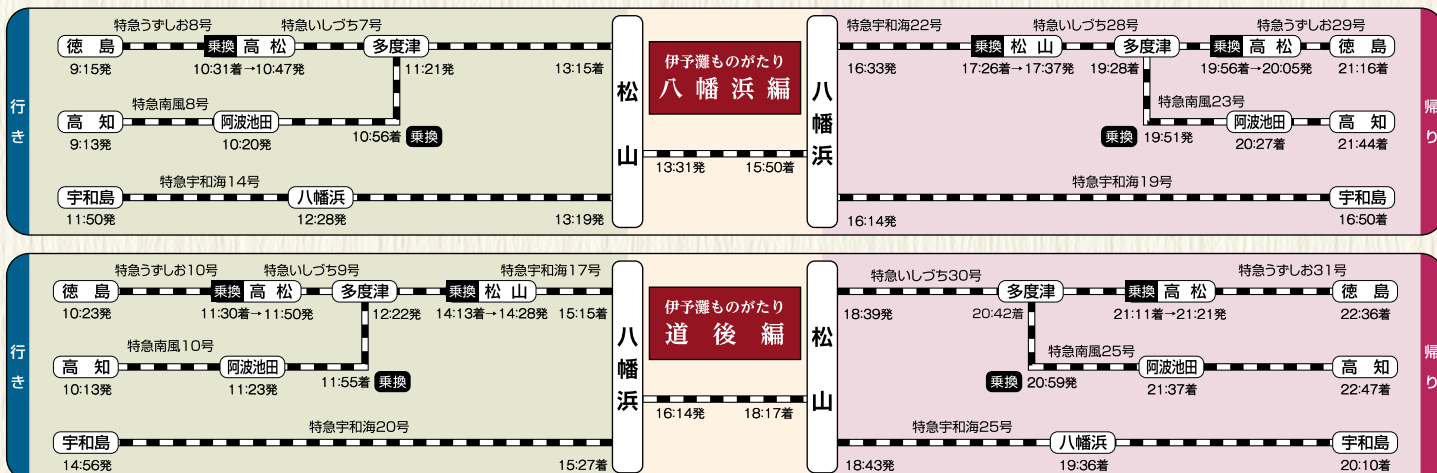 行き
特急うずしお8号 特急いしづち7号
徳島 乗換 高松 多度津
9:15発 10:31着→10:47発 11:21発 13:15着
特急南風8号
高知 阿波池田 10:56着 乗換
9:13発 10:20発
特急宇和海14号
宇和島 八幡浜
11:50発 12:28発 13:19発
松山
伊予灘ものがたり
八幡浜編
13:31発 15:50着
八幡浜
特急宇和海22号 特急いしづち28号 特急うずしお29号
乗換 松山 多度津 乗換 高松 徳島
16:33発 17:26着→17:37発 19:28着 19:56着→20:05発 21:16着
特急南風23号
乗換 19:51発 阿波池田 高知
20:27着 21:44着
特急宇和海19号
宇和島
16:14発 16:50着
帰り
行き
特急うずしお10号 特急いしづち9号 特急宇和海17号
徳島 乗換 高松 多度津 乗換 松山
10:23発 11:30着→11:50発 12:22発 14:13着→14:28発 15:15着
特急南風10号
高知 阿波池田 11:55着 乗換
10:13発 11:23発
特急宇和海20号
宇和島
14:56発 15:27着
八幡浜
伊予灘ものがたり
道後編
16:14発 18:17着
松山
特急いしづち30号 特急うずしお31号
多度津 乗換 高松 徳島
18:39発 20:42着 21:11着→21:21発 22:36着
特急南風25号
乗換 20:59発 阿波池田 高知
21:37着 22:47着
特急宇和海25号
八幡浜 宇和島
18:43発 19:36着 20:10着
帰り